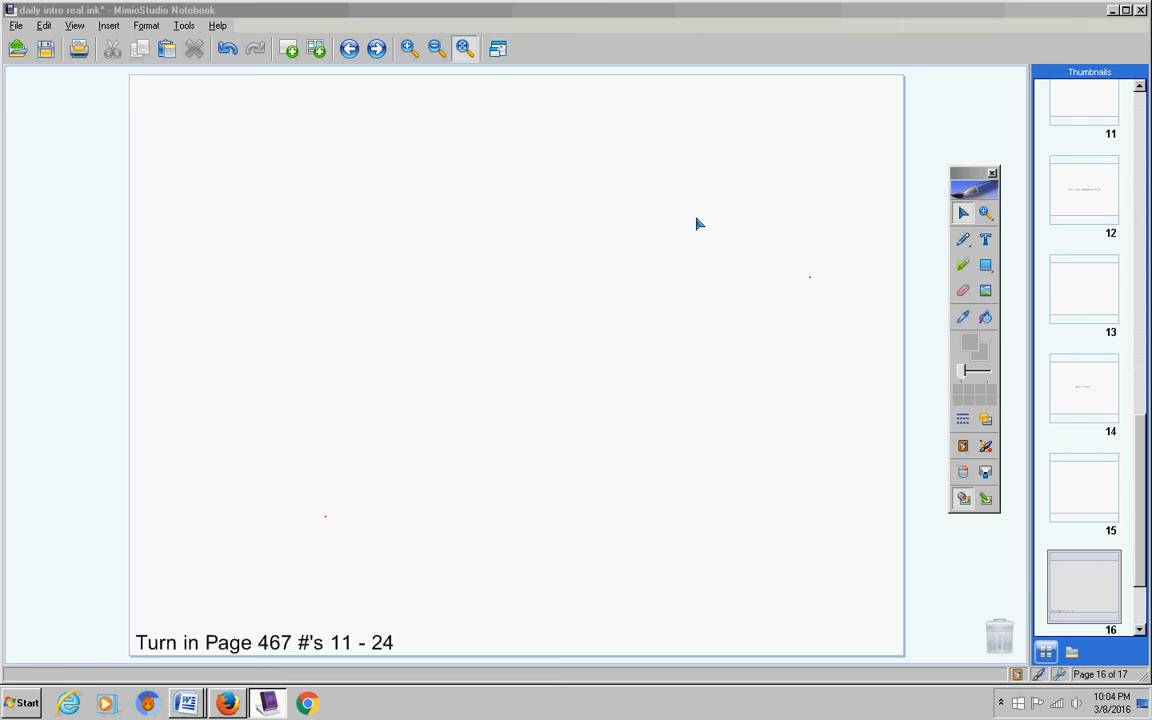 daily intro real.ink* - MimioStudio Notebook
File Edit View Insert Format Tools Help
Thumbnails
11
12
13
14
15
16
Turn in Page 467 #'s 11 - 24
Page 16 of 17
Start
10:04 PM
3/8/2016